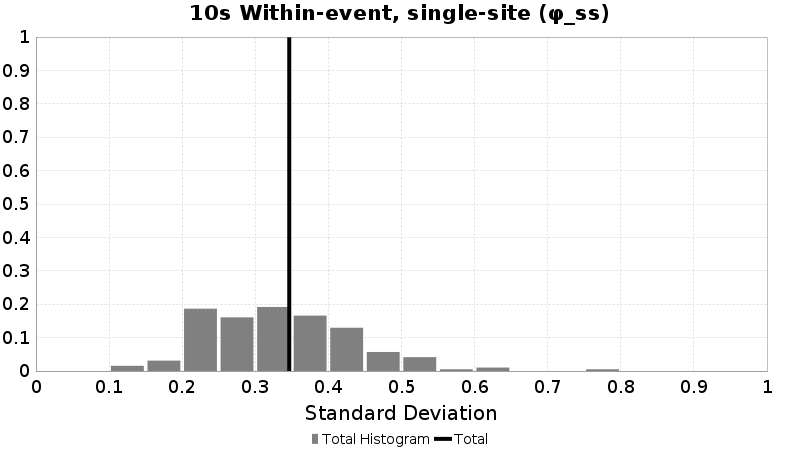 10s Within-event, single-site (φ_ss)
1
0.9
0.8
0.7
0.6
0.5
0.4
0.3
0.2
0.1
0
0 0.1 0.2 0.3 0.4 0.5 0.6 0.7 0.8 0.9 1
Standard Deviation
Total Histogram Total